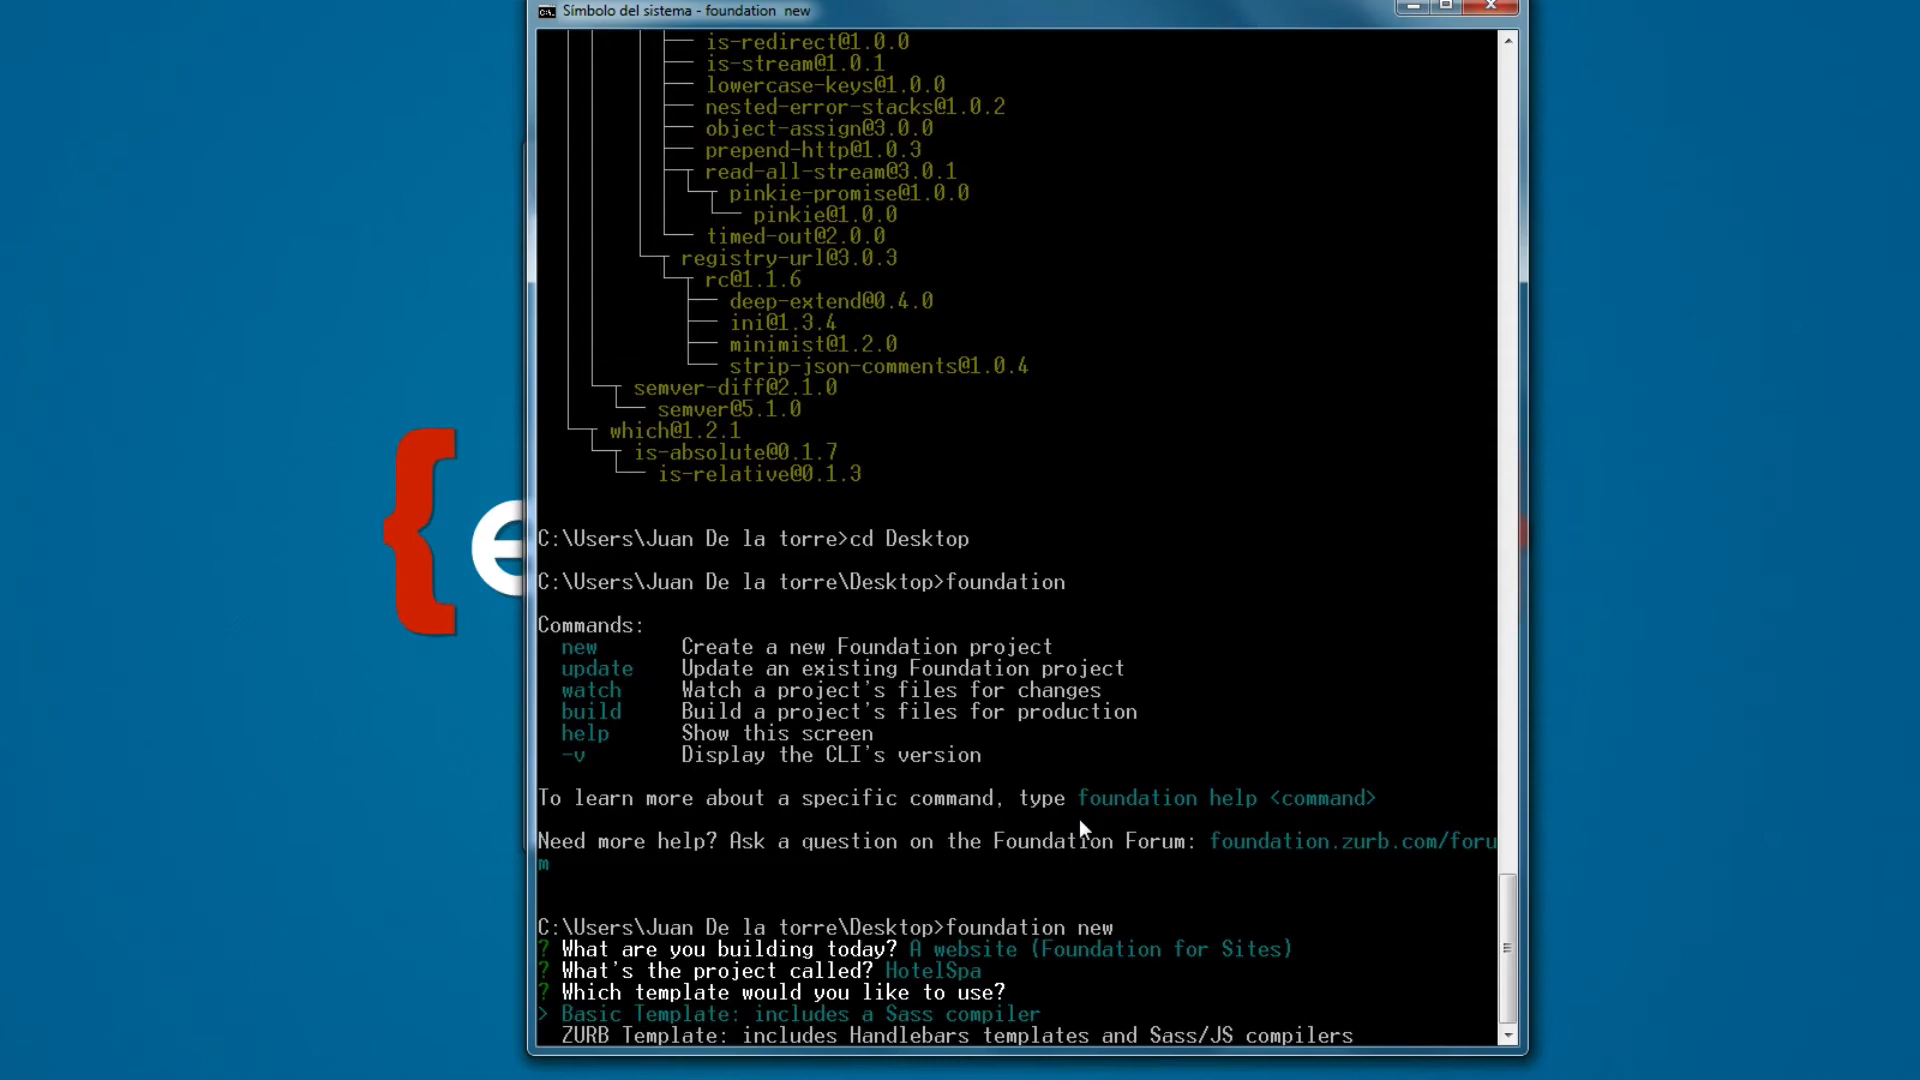 Símbolo del sistema - foundation  new
is-redirect@1.0.0
is-stream@1.0.1
lowercase-keys@1.0.0
nested-error-stacks@1.0.2
object-assign@3.0.0
prepend-http@1.0.3
read-all-stream@3.0.1
pinkie-promise@1.0.0
pinkie@1.0.0
timed-out@2.0.0
registry-url@3.0.3
rc@1.1.6
deep-extend@0.4.0
ini@1.3.4
minimist@1.2.0
strip-json-comments@1.0.4
semver-diff@2.1.0
semver@5.1.0
which@1.2.1
is-absolute@0.1.7
is-relative@0.1.3
{e
C:\Users\Juan De la torre>cd Desktop
C:\Users\Juan De la torre\Desktop>foundation
Commands:
new Create a new Foundation project
update Update an existing Foundation project
watch Watch a project's files for changes
build Build a project's files for production
help Show this screen
-v Display the CLI's version
To learn more about a specific command, type foundation help <command>
Need more help? Ask a question on the Foundation Forum: foundation.zurb.com/foru
m
C:\Users\Juan De la torre\Desktop>foundation new
? What are you building today? A website (Foundation for Sites)
? What's the project called? HotelSpa
? Which template would you like to use?
> Basic Template: includes a Sass compiler
ZURB Template: includes Handlebars templates and Sass/JS compilers